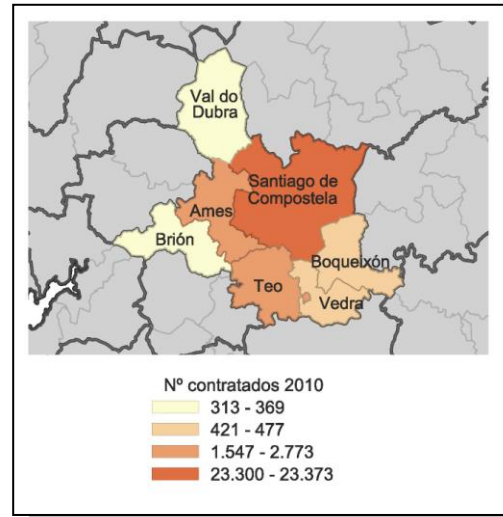 Val do
Dubra
Santiago de
Compostela
Ames
Brión
Boqueixón
Teo
Vedra
Nº contratados 2010
313 - 369
421 - 477
1.547 - 2.773
23.300 - 23.373